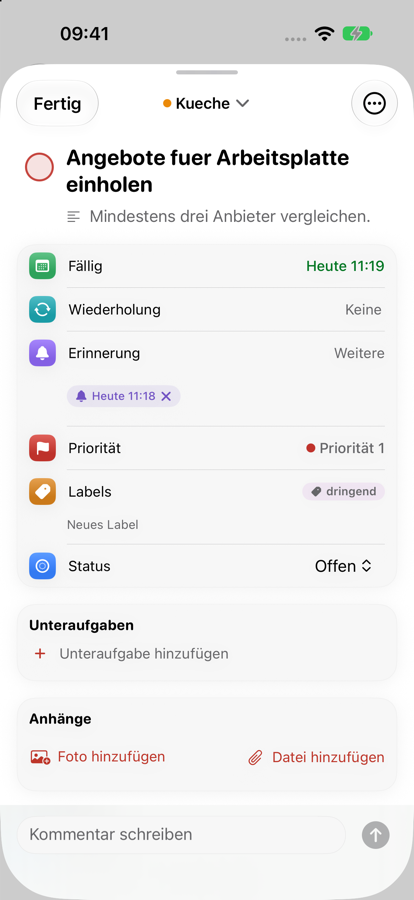 09:41
Fertig
Kueche
Angebote fuer Arbeitsplatte
einholen
Mindestens drei Anbieter vergleichen.
Fällig Heute 11:19
Wiederholung Keine
Erinnerung Weitere
Heute 11:18
Priorität Priorität 1
Labels dringend
Neues Label
Status Offen
Unteraufgaben
Unteraufgabe hinzufügen
Anhänge
Foto hinzufügen Datei hinzufügen
Kommentar schreiben